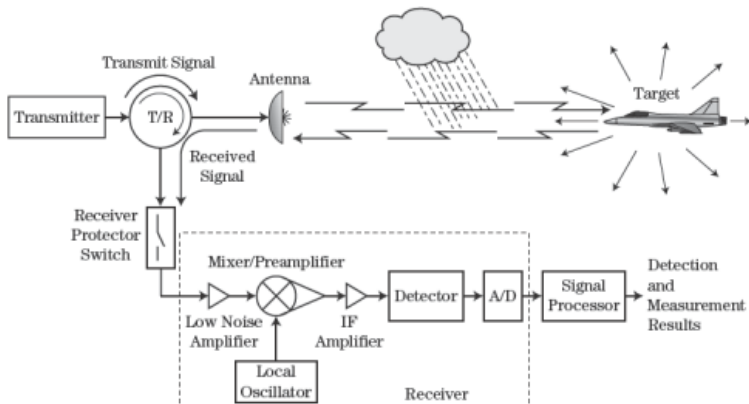 Transmit Signal
Antenna
Target
Transmitter
T/R
Received
Signal
Receiver
Protector
Switch
Mixer/Preamplifier
Detector
A/D
Signal
Processor
Detection
and
Measurement
Results
Low Noise
Amplifier
IF
Amplifier
Local
Oscillator
Receiver